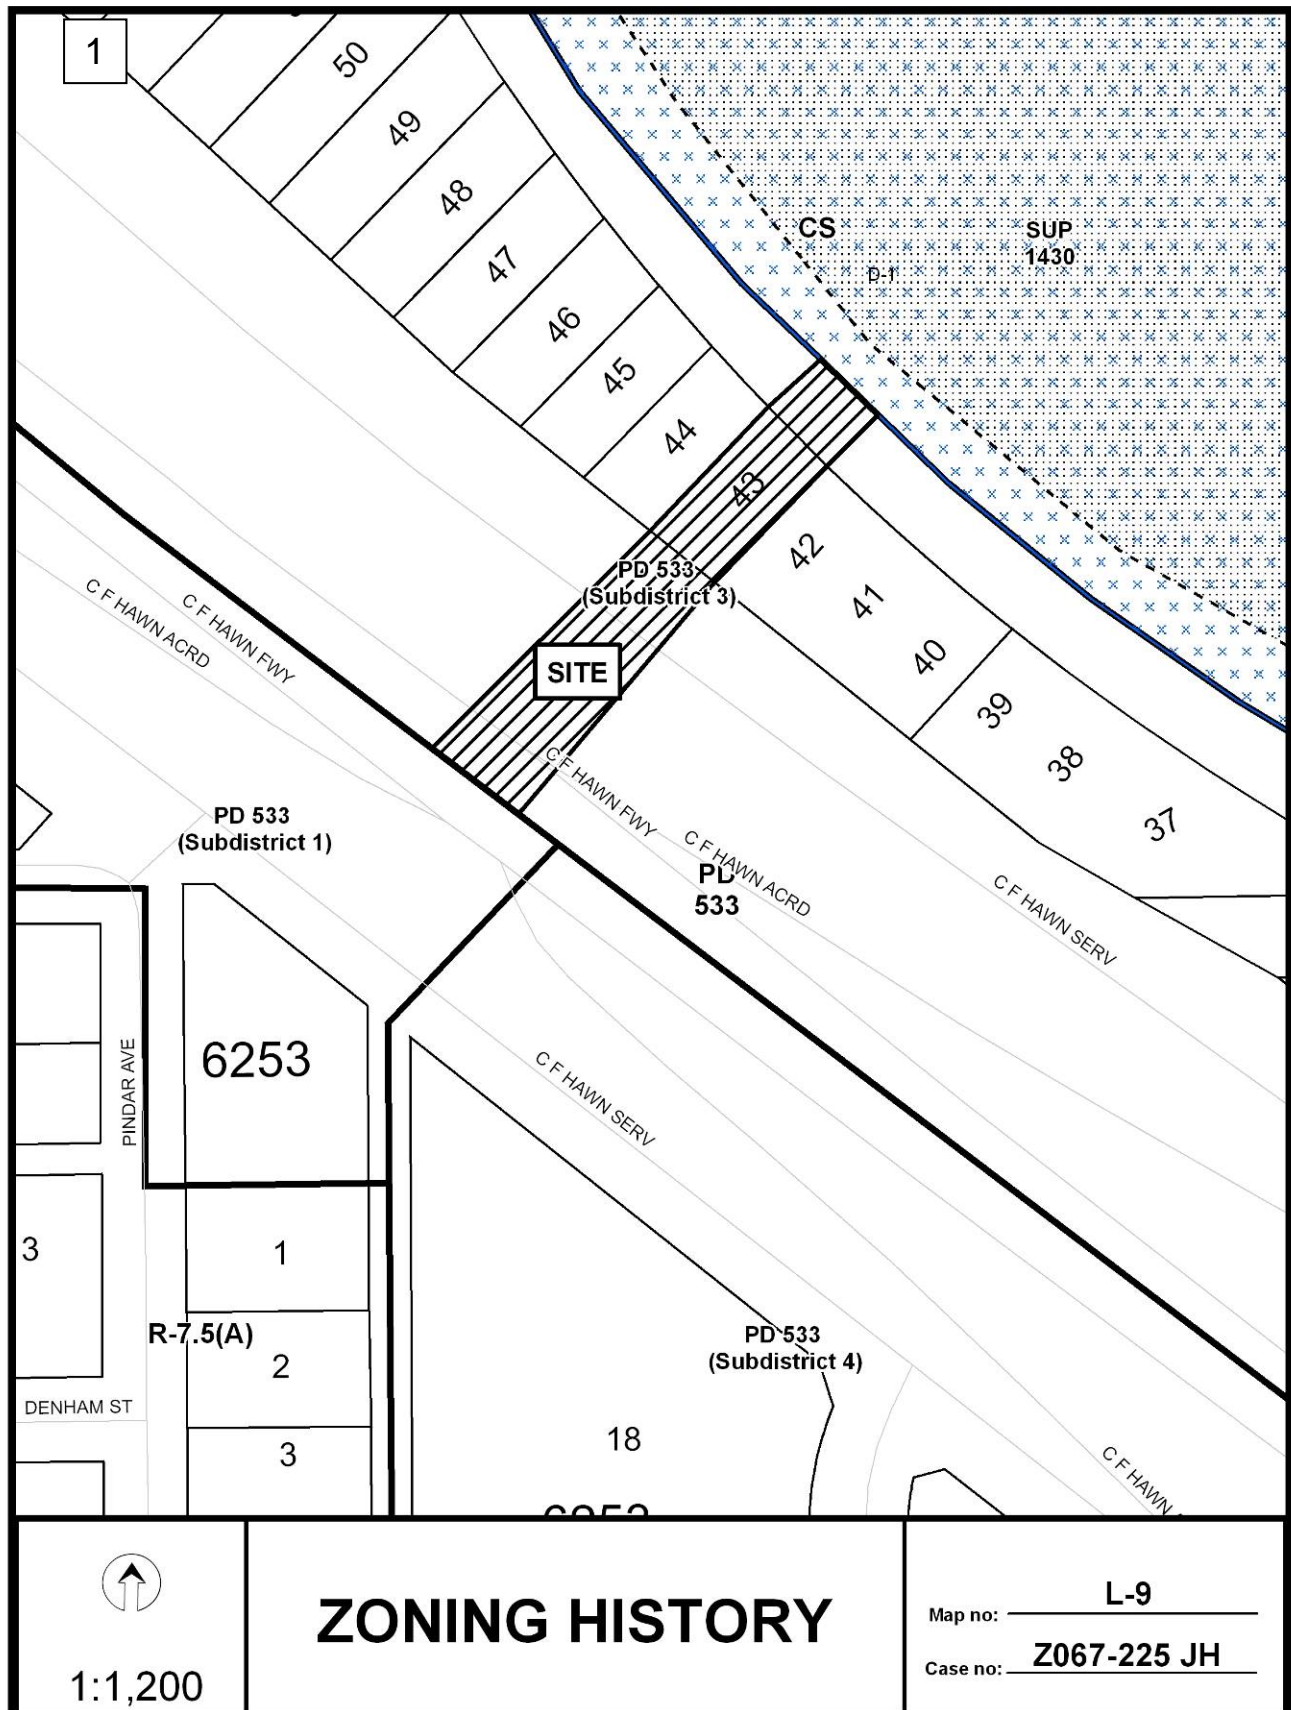 1
50
49
48
47
46
45
44
43
42
41
40
39
38
37
CS
SUP
1430
D-1
PD 533
(Subdistrict 3)
SITE
C F HAWN ACRD
C F HAWN FWY
C F HAWN FWY
C F HAWN ACRD
C F HAWN SERV
PD 533
(Subdistrict 1)
PD
533
6253
PINDAR AVE
C F HAWN SERV
3
1
R-7.5(A)
2
DENHAM ST
3
PD 533
(Subdistrict 4)
18
C F HAWN
1:1,200
ZONING HISTORY
Map no: L-9
Case no: Z067-225 JH